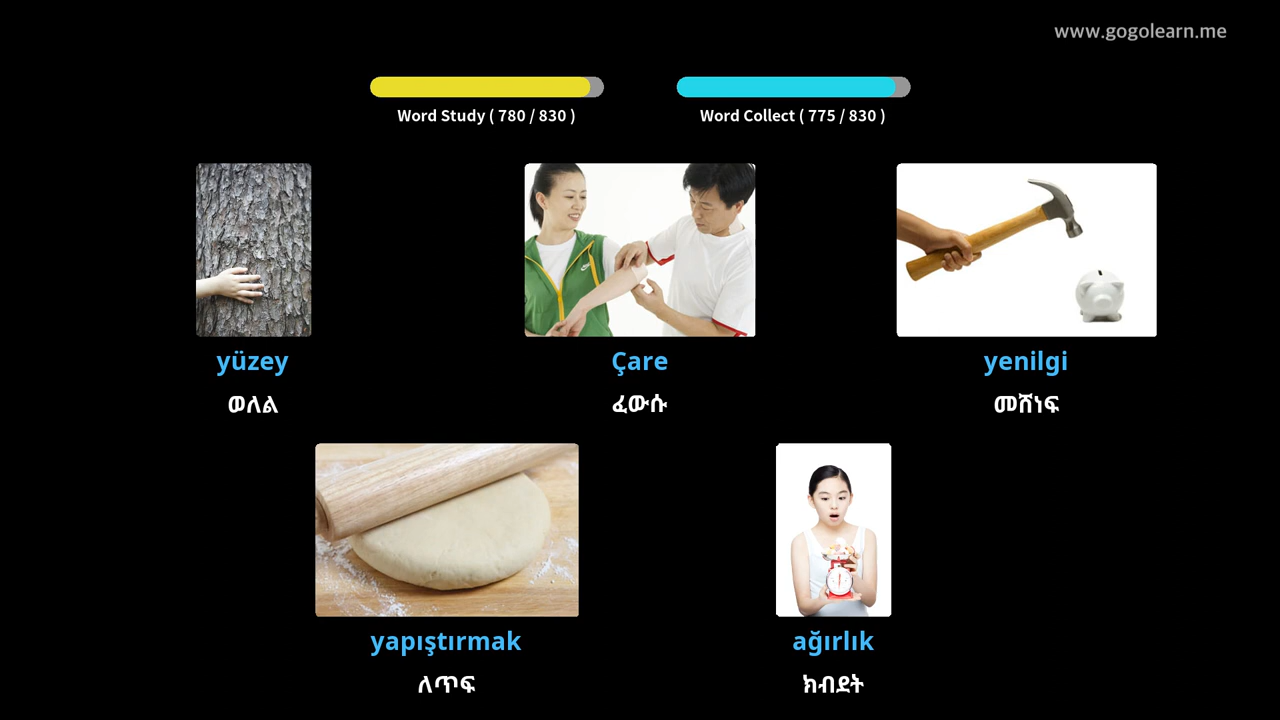 www.gogolearn.me
Word Study ( 780 / 830 )
Word Collect ( 775 / 830 )
yüzey
Çare
yenilgi
ወለል
ፈውሱ
መሸነፍ
yapıştırmak
ağırlık
ለጥፍ
ክብደት